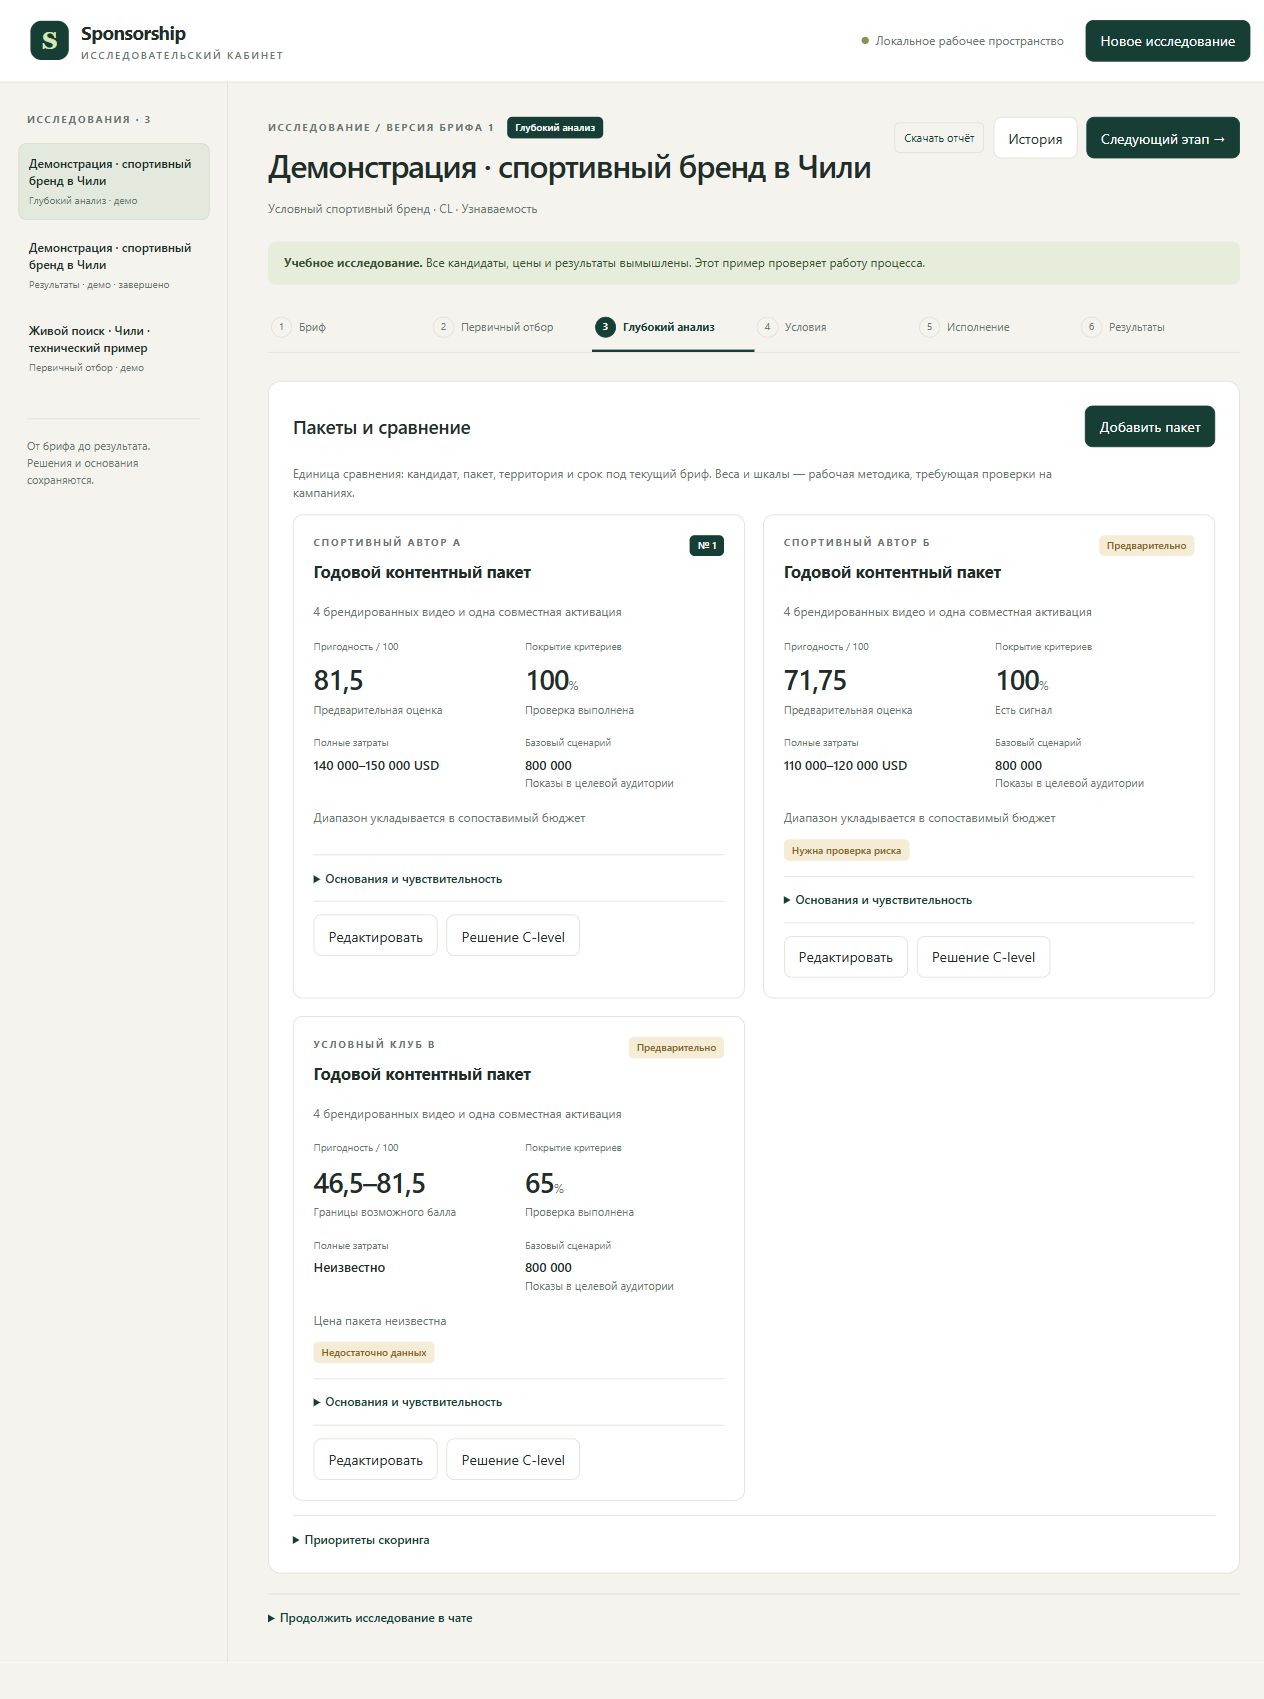 S
Sponsorship
ИССЛЕДОВАТЕЛЬСКИЙ КАБИНЕТ
Локальное рабочее пространство
Новое исследование
ИССЛЕДОВАНИЯ · 3
Демонстрация · спортивный
бренд в Чили
Глубокий анализ · демо
Демонстрация · спортивный
бренд в Чили
Результаты · демо · завершено
Живой поиск · Чили ·
технический пример
Первичный отбор · демо
От брифа до результата.
Решения и основания
сохраняются.
ИССЛЕДОВАНИЕ / ВЕРСИЯ БРИФА 1
Глубокий анализ
Скачать отчёт
История
Следующий этап →
Демонстрация · спортивный бренд в Чили
Условный спортивный бренд · CL · Узнаваемость
Учебное исследование. Все кандидаты, цены и результаты вымышлены. Этот пример проверяет работу процесса.
1 Бриф
2 Первичный отбор
3 Глубокий анализ
4 Условия
5 Исполнение
6 Результаты
Пакеты и сравнение
Добавить пакет
Единица сравнения: кандидат, пакет, территория и срок под текущий бриф. Веса и шкалы — рабочая методика, требующая проверки на
кампаниях.
СПОРТИВНЫЙ АВТОР А
№ 1
Годовой контентный пакет
4 брендированных видео и одна совместная активация
Пригодность / 100
Покрытие критериев
81,5
100%
Предварительная оценка
Проверка выполнена
Полные затраты
Базовый сценарий
140 000–150 000 USD
800 000
Показы в целевой аудитории
Диапазон укладывается в сопоставимый бюджет
▶ Основания и чувствительность
Редактировать
Решение C-level
СПОРТИВНЫЙ АВТОР Б
Предварительно
Годовой контентный пакет
4 брендированных видео и одна совместная активация
Пригодность / 100
Покрытие критериев
71,75
100%
Предварительная оценка
Есть сигнал
Полные затраты
Базовый сценарий
110 000–120 000 USD
800 000
Показы в целевой аудитории
Диапазон укладывается в сопоставимый бюджет
Нужна проверка риска
▶ Основания и чувствительность
Редактировать
Решение C-level
УСЛОВНЫЙ КЛУБ В
Предварительно
Годовой контентный пакет
4 брендированных видео и одна совместная активация
Пригодность / 100
Покрытие критериев
46,5–81,5
65%
Границы возможного балла
Проверка выполнена
Полные затраты
Базовый сценарий
Неизвестно
800 000
Показы в целевой аудитории
Цена пакета неизвестна
Недостаточно данных
▶ Основания и чувствительность
Редактировать
Решение C-level
▶ Приоритеты скоринга
▶ Продолжить исследование в чате